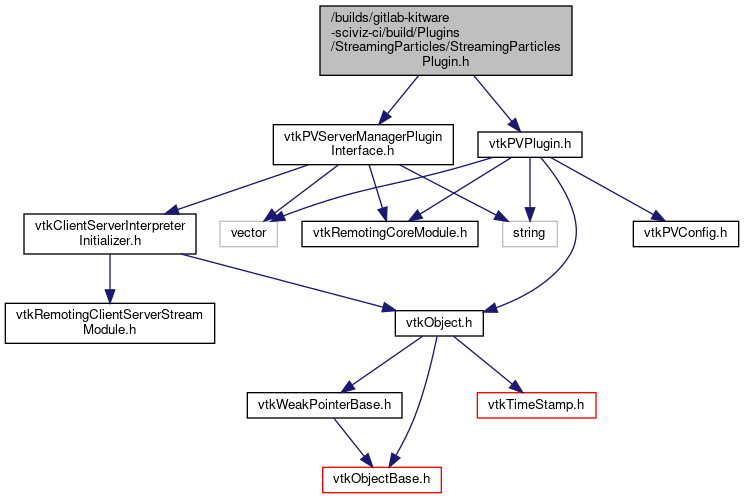 /builds/gitlab-kitware
-sciviz-ci/build/Plugins
/StreamingParticles/StreamingParticles
Plugin.h
vtkPVServerManagerPlugin
Interface.h
vtkPVPlugin.h
vtkClientServerInterpreter
Initializer.h
vector
vtkRemotingCoreModule.h
string
vtkPVConfig.h
vtkRemotingClientServerStream
Module.h
vtkObject.h
vtkWeakPointerBase.h
vtkTimeStamp.h
vtkObjectBase.h